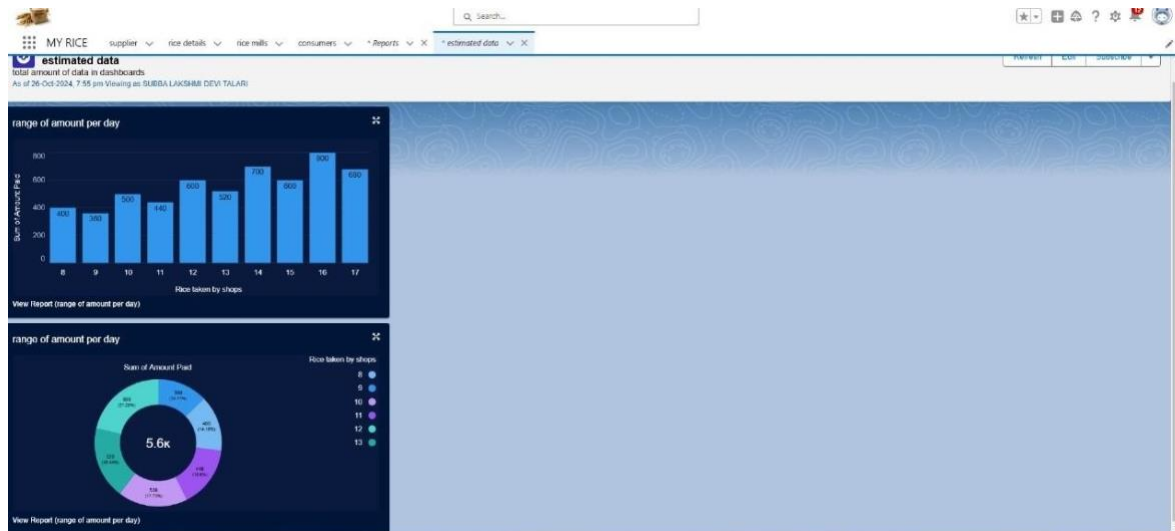 Search...
MY RICE supplier rice details rice mills consumers * Reports * estimated data
estimated data
Refresh Edit Subscribe
total amount of data in dashboards
As of 26-Oct-2024, 7:55 pm Viewing as SUBBA LAKSHMI DEVI TALARI
range of amount per day
Sum of Amount Paid
800
600
400
200
0
400 360 500 440 600 520 700 600 800 680
8 9 10 11 12 13 14 15 16 17
Rice taken by shops
View Report (range of amount per day)
range of amount per day
Sum of Amount Paid
Rice taken by shops
8
9
10
11
12
13
5.6K
View Report (range of amount per day)